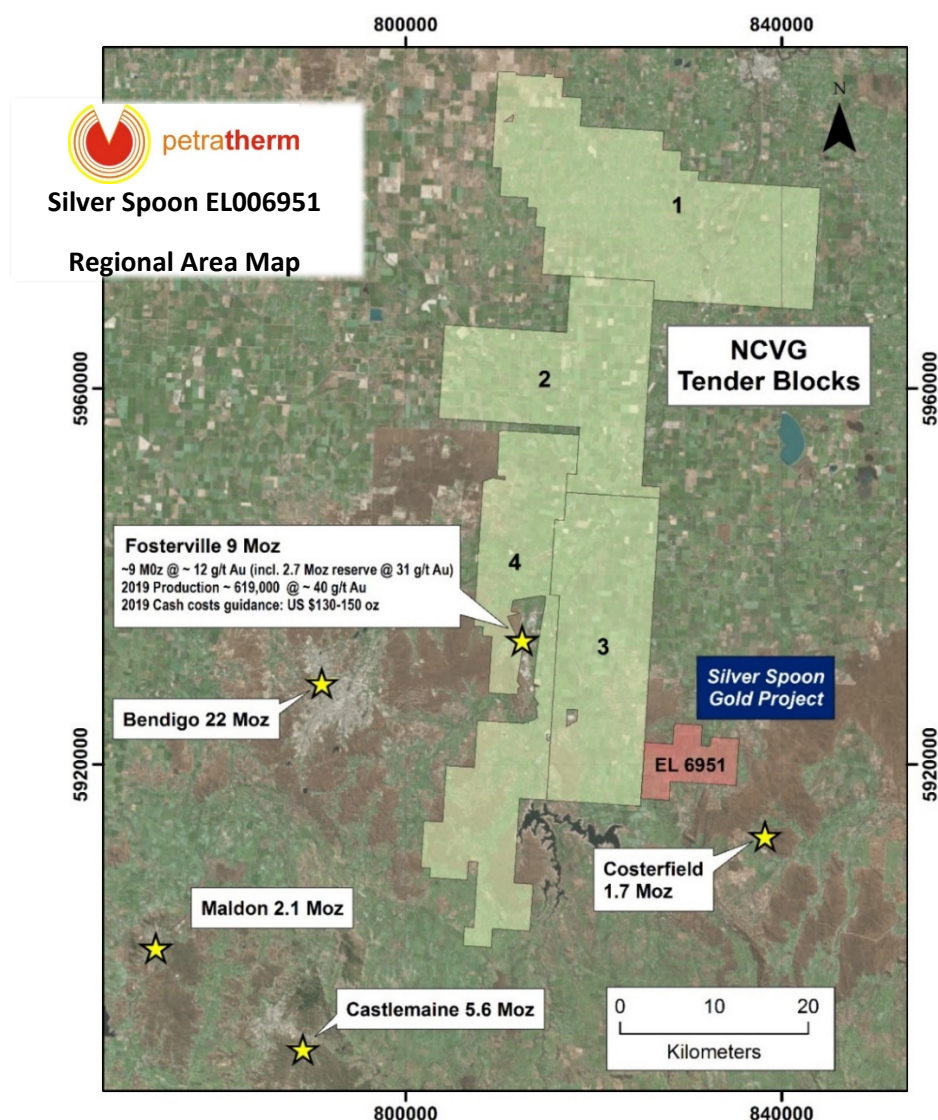 800000
840000
petratherm
Silver Spoon EL006951
Regional Area Map
N
1
NCVG
Tender Blocks
2
5960000
5960000
Fosterville 9 Moz
~9 M0z @ ~ 12 g/t Au (incl. 2.7 Moz reserve @ 31 g/t Au)
2019 Production ~ 619,000 @ ~ 40 g/t Au
2019 Cash costs guidance: US $130-150 oz
4
3
Silver Spoon
Gold Project
Bendigo 22 Moz
EL 6951
5920000
5920000
Costerfield
1.7 Moz
Maldon 2.1 Moz
Castlemaine 5.6 Moz
0 10 20
Kilometers
800000
840000